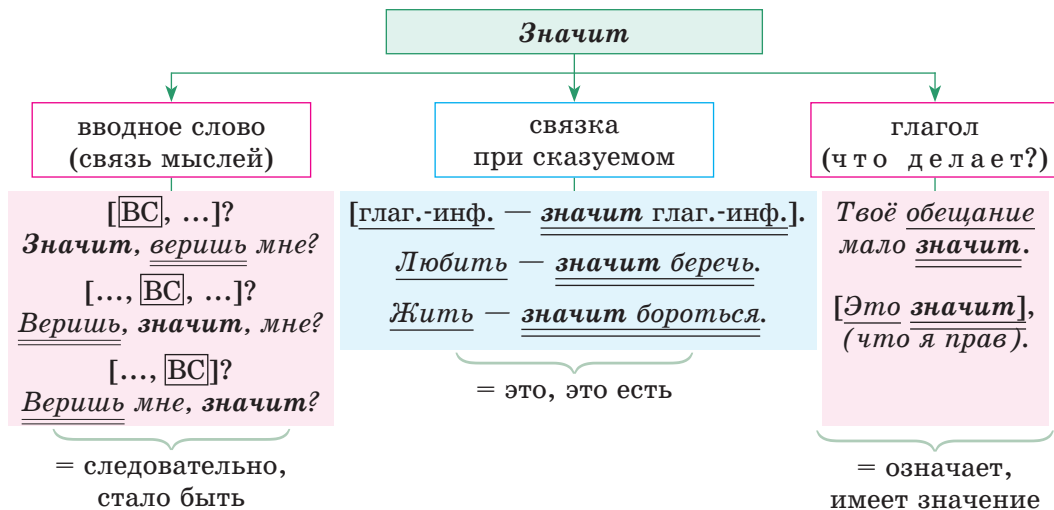 Значит
вводное слово
(связь мыслей)
[ВС, ...]?
Значит, веришь мне?
[..., ВС, ...]?
Веришь, значит, мне?
[..., ВС]?
Веришь мне, значит?
= следовательно,
стало быть
связка
при сказуемом
[глаг.-инф. — значит глаг.-инф.].
Любить — значит беречь.
Жить — значит бороться.
= это, это есть
глагол
(что делает?)
Твоё обещание
мало значит.
[Это значит],
(что я прав).
= означает,
имеет значение